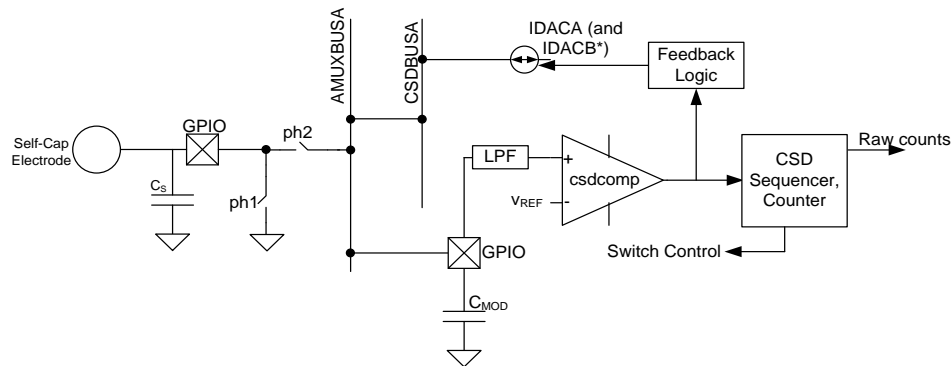 IDACA (and
IDACB*)
Feedback
Logic
AMUXBUSA
CSDBUSA
Self-Cap
Electrode
GPIO
ph2
ph1
CS
LPF
+
csdcomp
VREF
-
CSD
Sequencer,
Counter
Raw counts
GPIO
Switch Control
CMOD